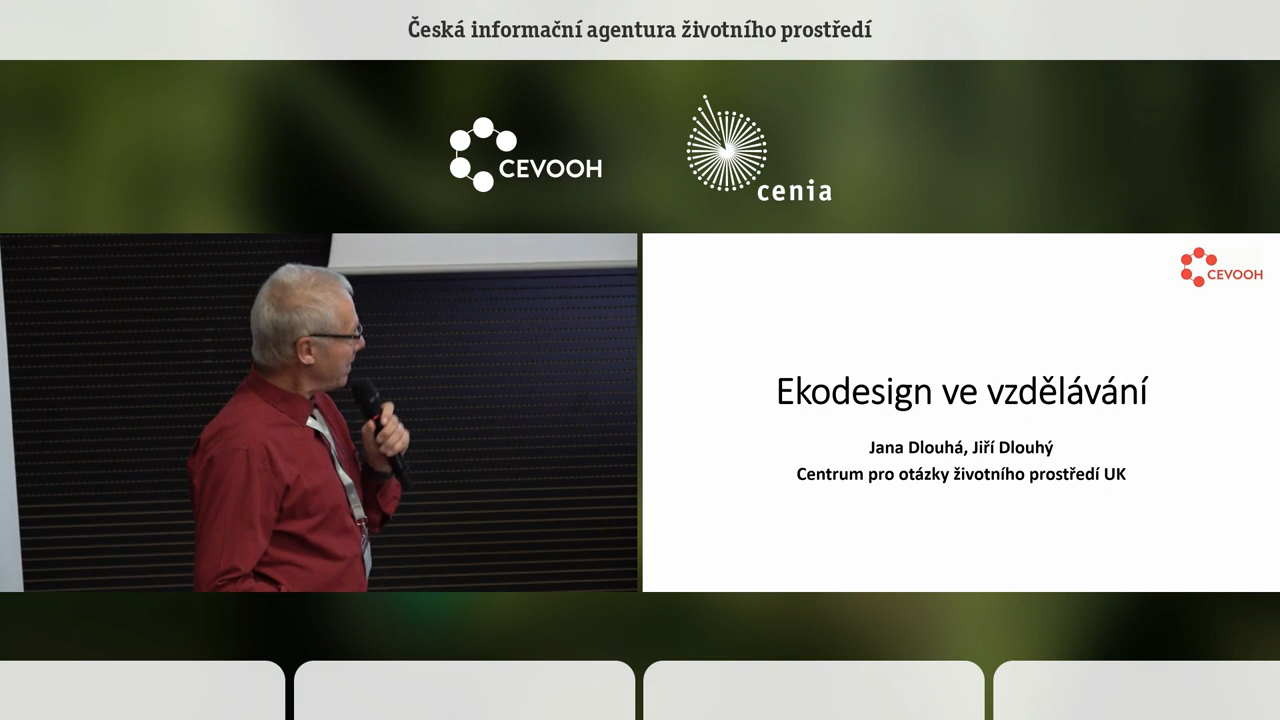 Česká informační agentura životního prostředí
CEVOOH
cenia
CEVOOH
Ekodesign ve vzdělávání
Jana Dlouhá, Jiří Dlouhý
Centrum pro otázky životního prostředí UK